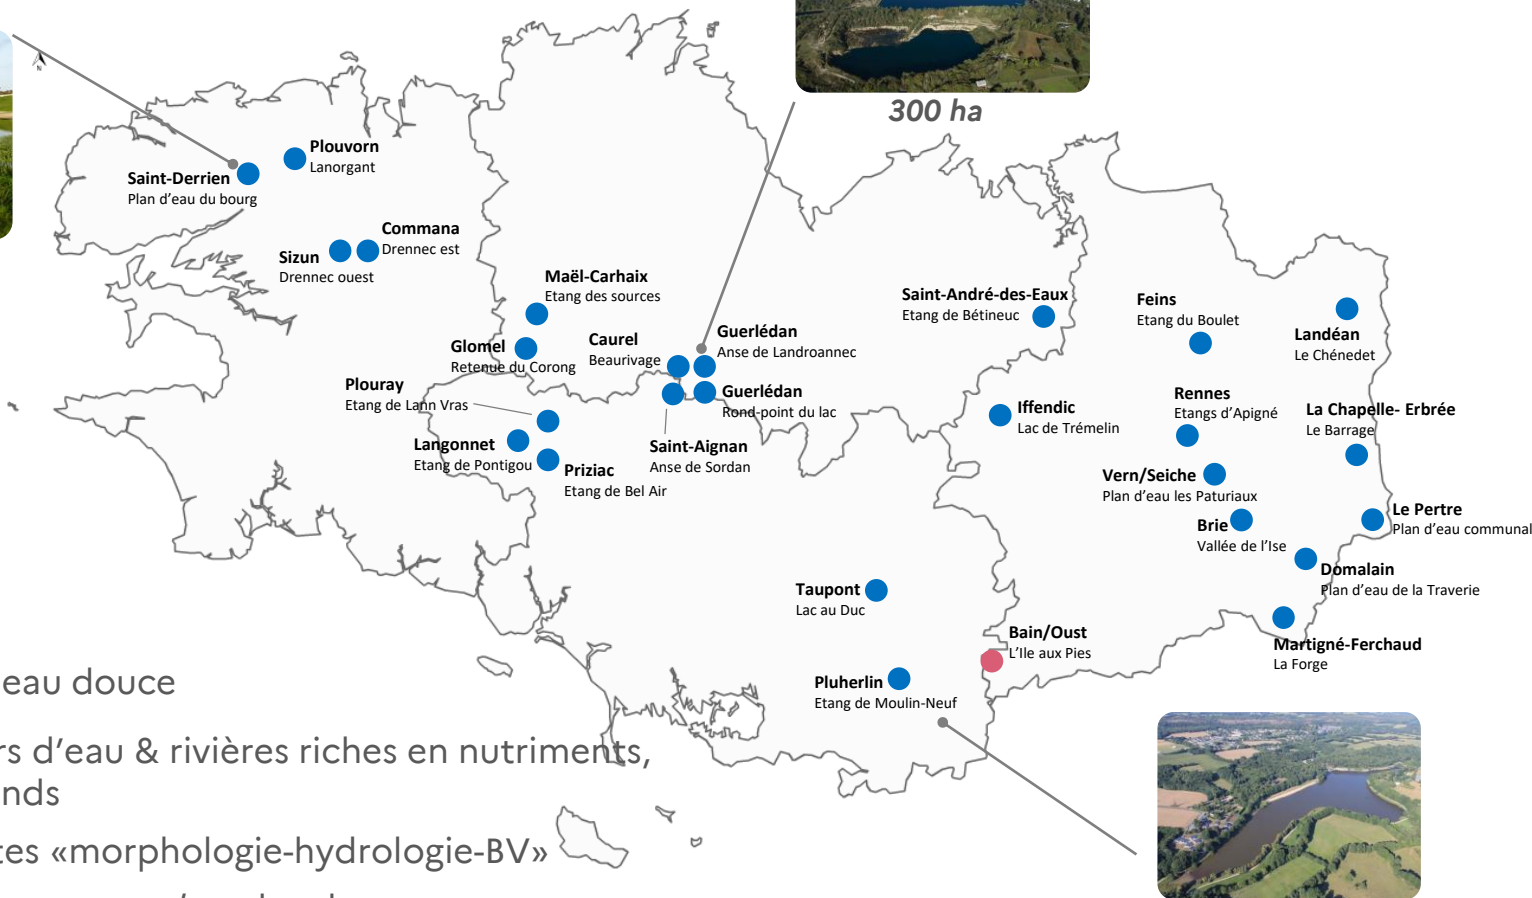 N
300 ha
Plouvorn
Lanorgant
Saint-Derrien
Plan d'eau du bourg
Commana
Drennec est
Sizun
Drennec ouest
Maël-Carhaix
Etang des sources
Glomel
Retenue du Corong
Caurel
Beaurivage
Guerlédan
Anse de Landroannec
Guerlédan
Rond-point du lac
Plouray
Etang de Lann Vras
Langonnet
Etang de Pontigou
Priziac
Etang de Bel Air
Saint-Aignan
Anse de Sordan
Saint-André-des-Eaux
Etang de Bétineuc
Feins
Etang du Boulet
Landéan
Le Chénedet
Iffendic
Lac de Trémelin
Rennes
Etangs d'Apigné
La Chapelle- Erbrée
Le Barrage
Vern/Seiche
Plan d'eau les Paturiaux
Brie
Vallée de l'Ise
Le Pertre
Plan d'eau communal
Domalain
Plan d'eau de la Traverie
Martigné-Ferchaud
La Forge
Taupont
Lac au Duc
Bain/Oust
L'Ile aux Pies
Pluherlin
Etang de Moulin-Neuf
eau douce
rs d'eau & rivières riches en nutriments,
nds
tes «morphologie-hydrologie-BV»